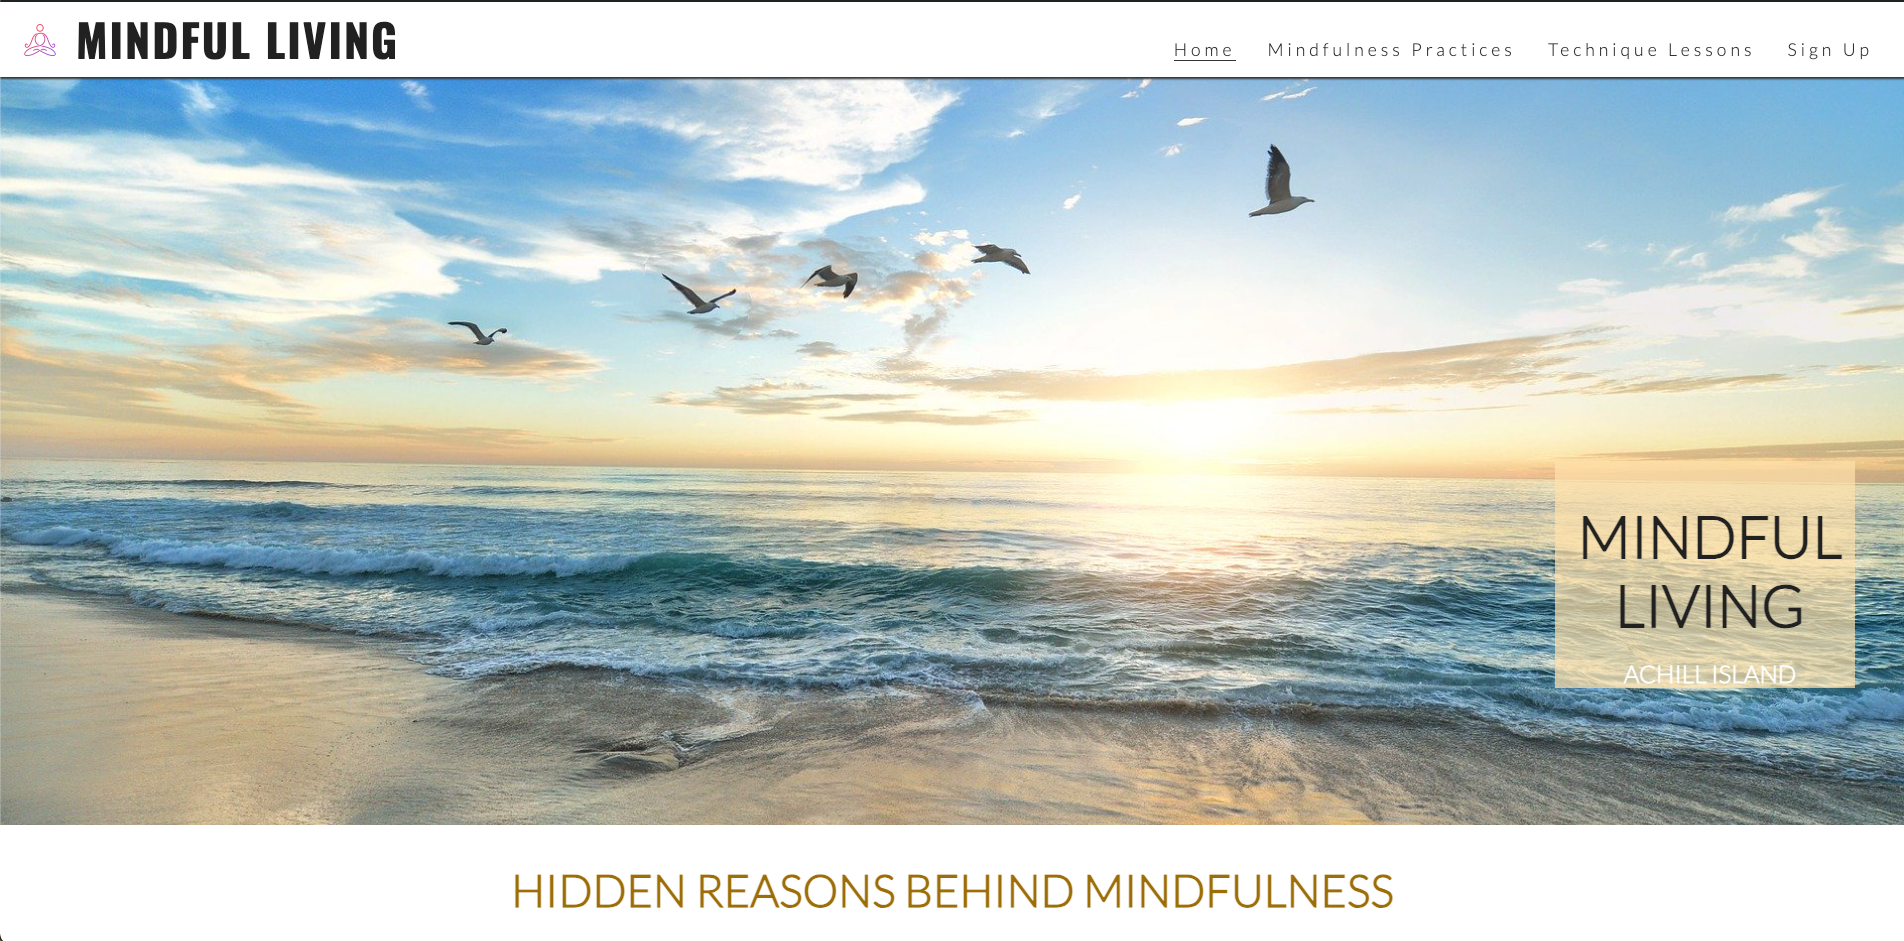 MINDFUL LIVING
Home Mindfulness Practices Technique Lessons Sign Up
MINDFUL
LIVING
ACHILL ISLAND
HIDDEN REASONS BEHIND MINDFULNESS